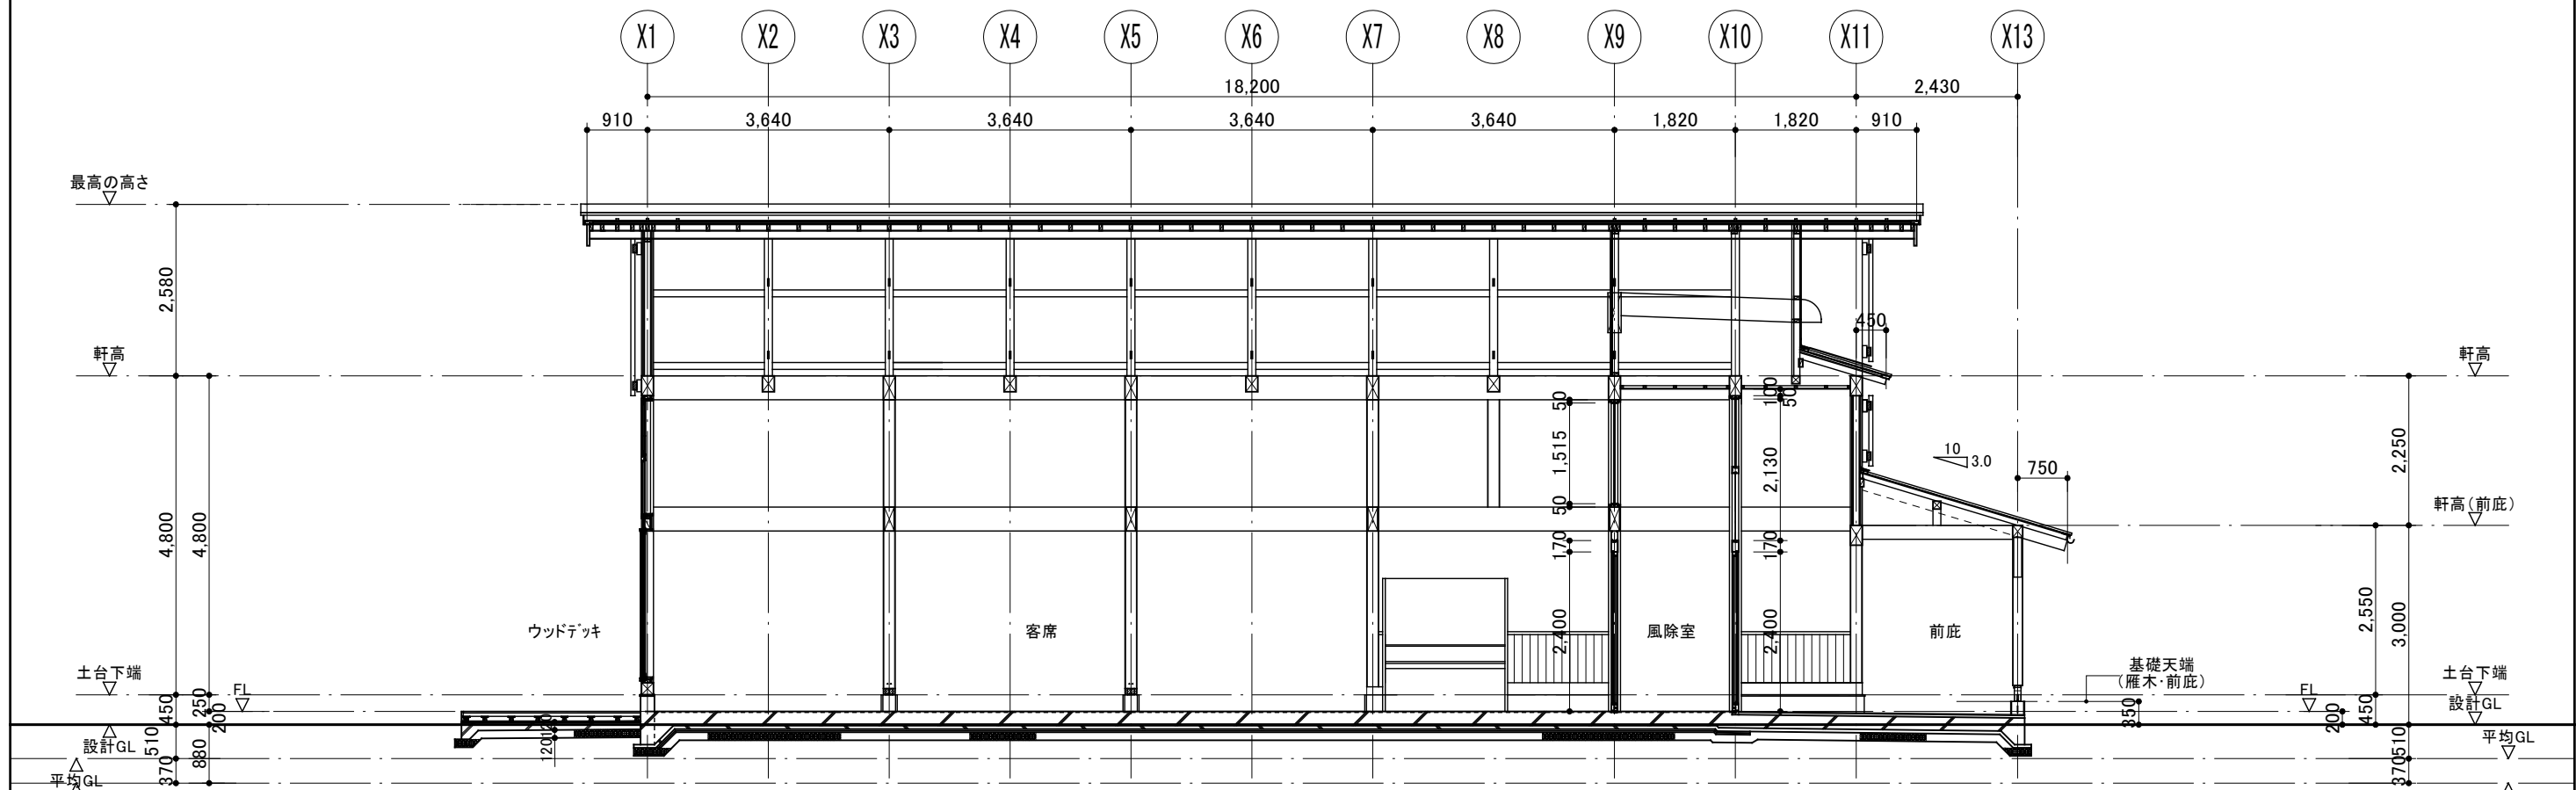 X1 X2 X3 X4 X5 X6 X7 X8 X9 X10 X11 X13
18,200 2,430
910 3,640 3,640 3,640 3,640 1,820 1,820 910
最高の高さ
2,580
450
軒高
軒高
50
100
50
1,515
2,130
2,250
10
3.0
750
50
軒高(前庇)
4,800
4,800
170
170
2,400
2,400
2,550
3,000
ウッドデッキ
客席
風除室
前庇
土台下端
FL
基礎天端
(雁木・前庇)
土台下端
FL
設計GL
450
250
200
350
200
450
設計GL
120
120
510
880
370
平均GL
510
370
平均GL